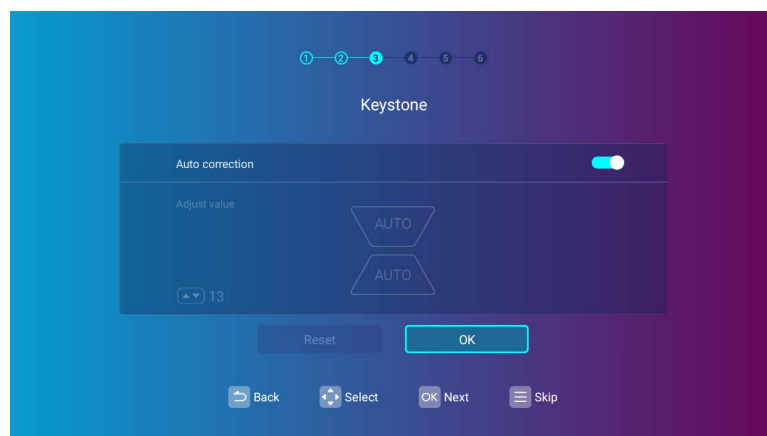 1 2 3 4 5 6
Keystone
Auto correction
Adjust value
AUTO
AUTO
13
Reset OK
Back Select OK Next Skip